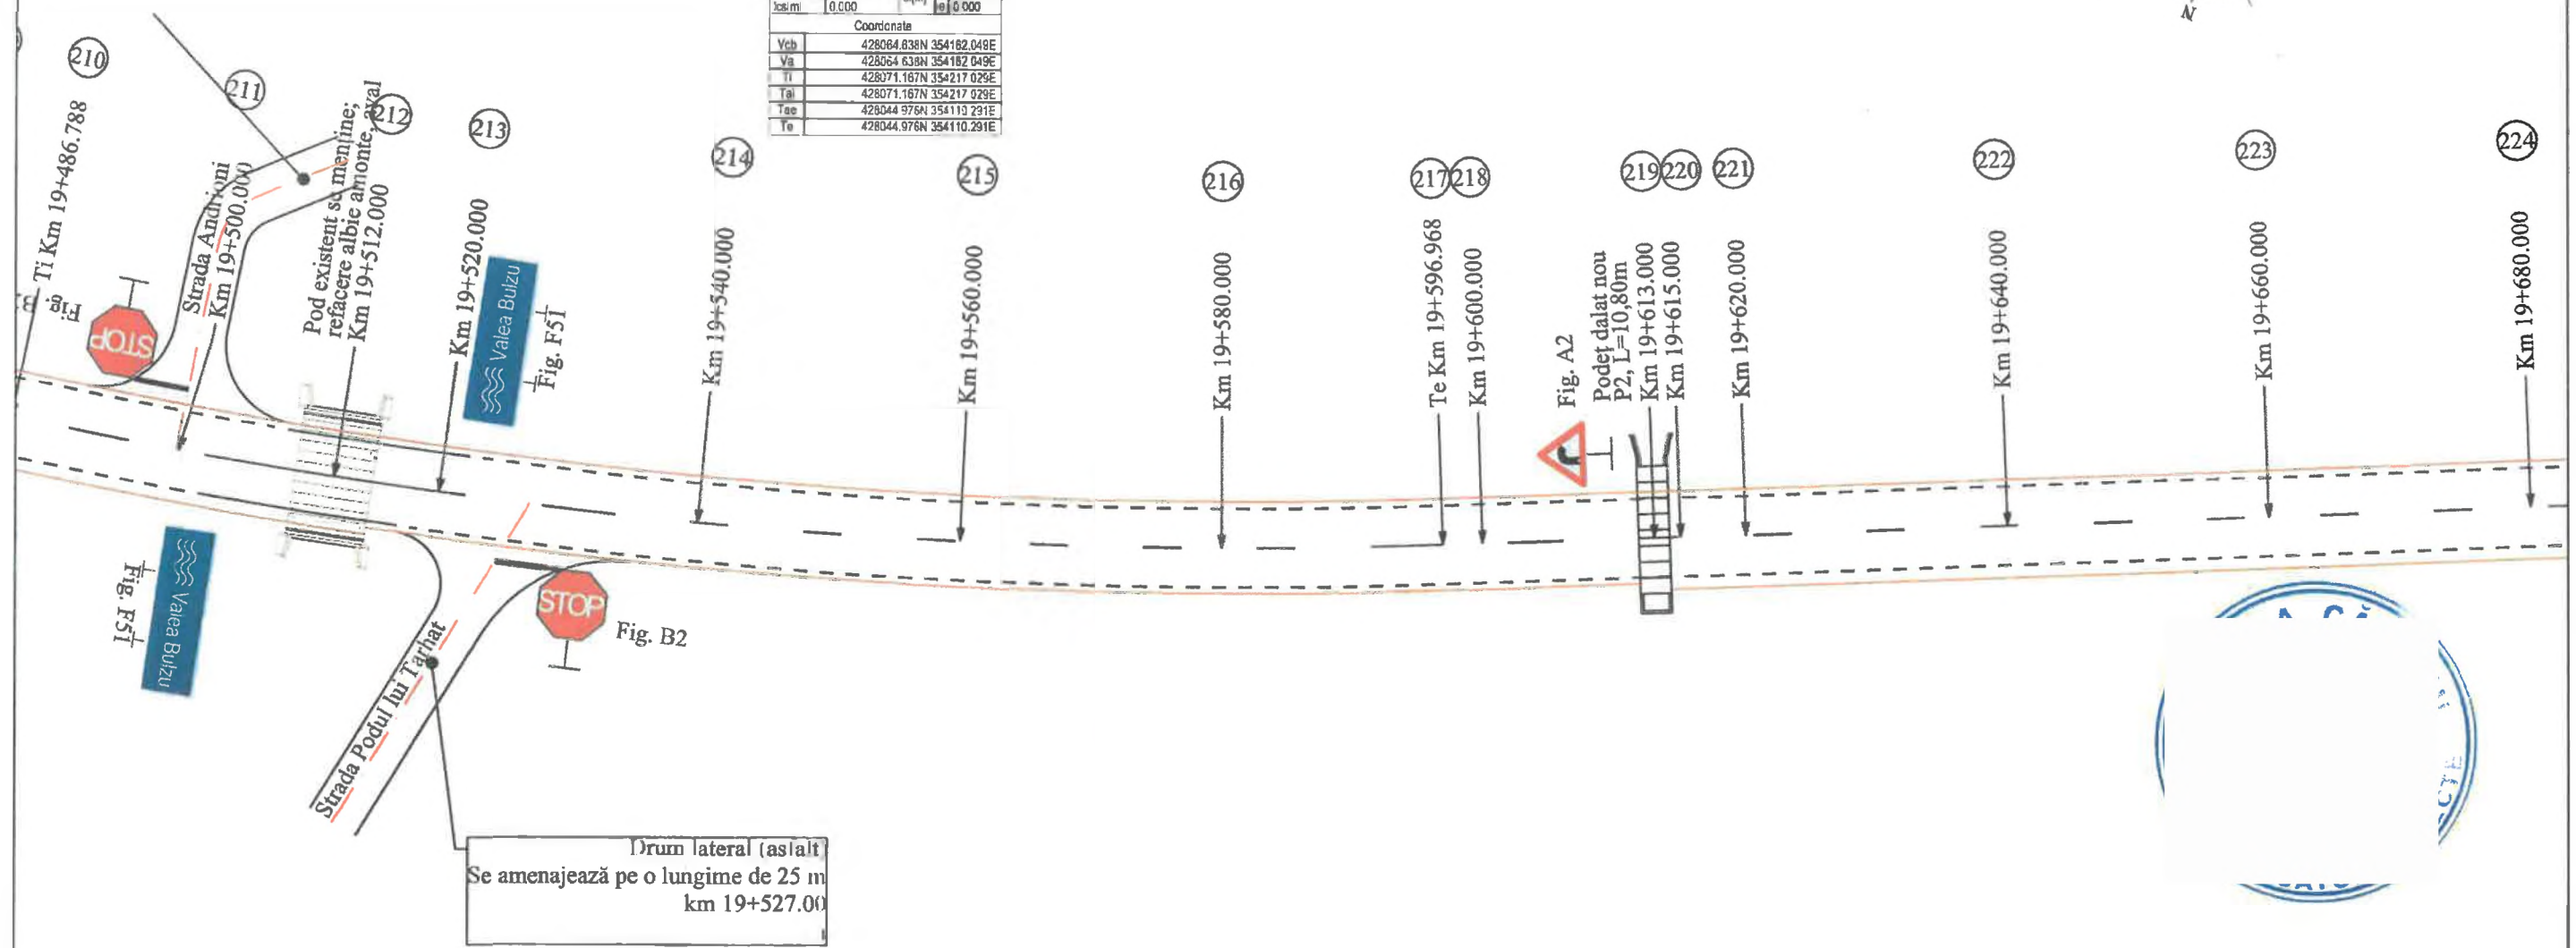 0.000
0.000
Coordonate
Vcb 428064.638N 354182.049E
Va 428064.638N 354182.049E
Ti 428071.167N 354217.029E
Tai 428071.167N 354217.029E
Tae 428044.976N 354110.291E
Te 428044.976N 354110.291E
N
210
211
212
213
214
215
216
217
218
219
220
221
222
223
224
Ti Km 19+486.788
Strada Andrioni
Km 19+500.000
Pod existent se menține;
refacere albie amonte, aval
Km 19+512.000
Km 19+520.000
Valea Bulzu
Fig. F51
Km 19+540.000
Km 19+560.000
Km 19+580.000
Te Km 19+596.968
Km 19+600.000
Fig. A2
Podeț dalat nou
P2, L=10,80m
Km 19+613.000
Km 19+615.000
Km 19+620.000
Km 19+640.000
Km 19+660.000
Km 19+680.000
Fig.
STOP
Valea Bulzu
Fig. F51
STOP
Fig. B2
Strada Podul lui Tarhat
Drum lateral (asfalt
Se amenajează pe o lungime de 25 m
km 19+527.00